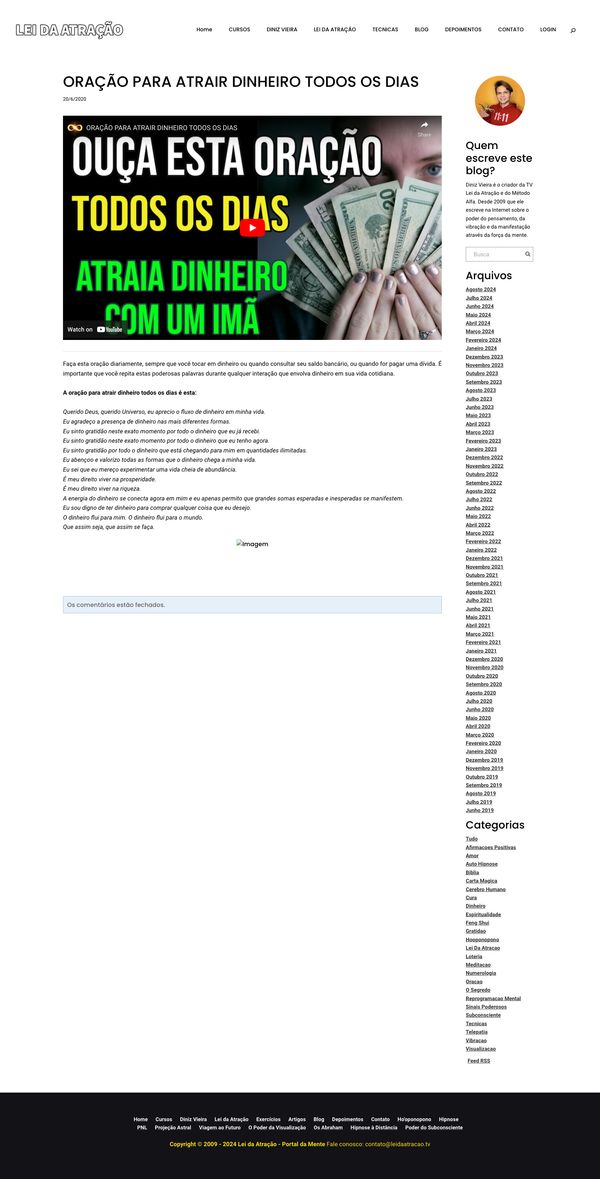 LEI DA ATRAÇÃO
Home CURSOS DINIZ VIEIRA LEI DA ATRAÇÃO TECNICAS BLOG DEPOIMENTOS CONTATO LOGIN
ORAÇÃO PARA ATRAIR DINHEIRO TODOS OS DIAS
20/6/2020
ORAÇÃO PARA ATRAIR DINHEIRO TODOS OS DIAS
Share
OUÇA ESTA ORAÇÃO
TODOS OS DIAS
ATRAIA DINHEIRO
COM UM IMÃ
Watch on YouTube
Faça esta oração diariamente, sempre que você tocar em dinheiro ou quando consultar seu saldo bancário, ou quando for pagar uma dívida. É
importante que você repita estas poderosas palavras durante qualquer interação que envolva dinheiro em sua vida cotidiana.
A oração para atrair dinheiro todos os dias é esta:
Querido Deus, querido Universo, eu aprecio o fluxo de dinheiro em minha vida.
Eu agradeço a presença de dinheiro nas mais diferentes formas.
Eu sinto gratidão neste exato momento por todo o dinheiro que eu já recebi.
Eu sinto gratidão neste exato momento por todo o dinheiro que eu tenho agora.
Eu sinto gratidão por todo o dinheiro que está chegando para mim em quantidades ilimitadas.
Eu abençoo e valorizo todas as formas que o dinheiro chega a minha vida.
Eu sei que eu mereço experimentar uma vida cheia de abundância.
É meu direito viver na prosperidade.
É meu direito viver na riqueza.
A energia do dinheiro se conecta agora em mim e eu apenas permito que grandes somas esperadas e inesperadas se manifestem.
Eu sou digno de ter dinheiro para comprar qualquer coisa que eu desejo.
O dinheiro flui para mim. O dinheiro flui para o mundo.
Que assim seja, que assim se faça.
Imagem
Os comentários estão fechados.
11:11
Quem
escreve este
blog?
Diniz Vieira é o criador da TV
Lei da Atração e do Método
Alfa. Desde 2009 que ele
escreve na Internet sobre o
poder do pensamento, da
vibração e da manifestação
através da força da mente.
Busca
Arquivos
Agosto 2024
Julho 2024
Junho 2024
Maio 2024
Abril 2024
Março 2024
Fevereiro 2024
Janeiro 2024
Dezembro 2023
Novembro 2023
Outubro 2023
Setembro 2023
Agosto 2023
Julho 2023
Junho 2023
Maio 2023
Abril 2023
Março 2023
Fevereiro 2023
Janeiro 2023
Dezembro 2022
Novembro 2022
Outubro 2022
Setembro 2022
Agosto 2022
Julho 2022
Junho 2022
Maio 2022
Abril 2022
Março 2022
Fevereiro 2022
Janeiro 2022
Dezembro 2021
Novembro 2021
Outubro 2021
Setembro 2021
Agosto 2021
Julho 2021
Junho 2021
Maio 2021
Abril 2021
Março 2021
Fevereiro 2021
Janeiro 2021
Dezembro 2020
Novembro 2020
Outubro 2020
Setembro 2020
Agosto 2020
Julho 2020
Junho 2020
Maio 2020
Abril 2020
Março 2020
Fevereiro 2020
Janeiro 2020
Dezembro 2019
Novembro 2019
Outubro 2019
Setembro 2019
Agosto 2019
Julho 2019
Junho 2019
Categorias
Tudo
Afirmacoes Positivas
Amor
Auto Hipnose
Biblia
Carta Magica
Cerebro Humano
Cura
Dinheiro
Espiritualidade
Feng Shui
Gratidao
Hooponopono
Lei Da Atracao
Loteria
Meditacao
Numerologia
Oracao
O Segredo
Reprogramacao Mental
Sinais Poderosos
Subconsciente
Tecnicas
Telepatia
Vibracao
Visualizacao
Feed RSS
Home Cursos Diniz Vieira Lei da Atração Exercícios Artigos Blog Depoimentos Contato Ho'oponopono Hipnose
PNL Projeção Astral Viagem ao Futuro O Poder da Visualização Os Abraham Hipnose à Distância Poder do Subconsciente
Copyright © 2009 - 2024 Lei da Atração - Portal da Mente Fale conosco: contato@leidaatracao.tv